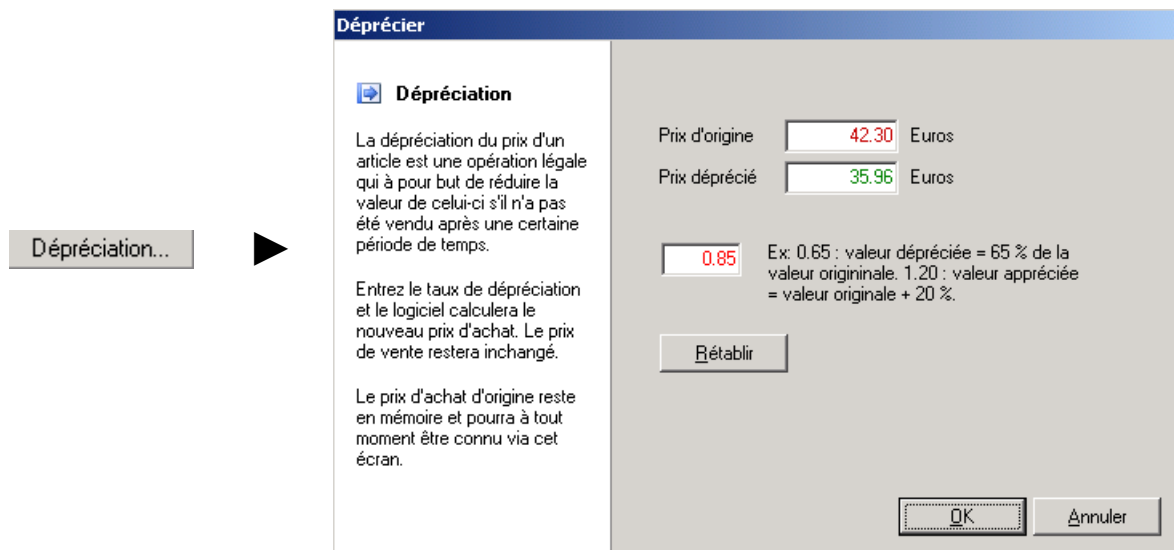 Dépréciation...
Déprécier
Dépréciation
La dépréciation du prix d'un
article est une opération légale
qui à pour but de réduire la
valeur de celui-ci s'il n'a pas
été vendu après une certaine
période de temps.
Entrez le taux de dépréciation
et le logiciel calculera le
nouveau prix d'achat. Le prix
de vente restera inchangé.
Le prix d'achat d'origine reste
en mémoire et pourra à tout
moment être connu via cet
écran.
Prix d'origine 42.30 Euros
Prix déprécié 35.96 Euros
0.85
Ex: 0.65 : valeur dépréciée = 65 % de la
valeur origininale. 1.20 : valeur appréciée
= valeur originale + 20 %.
Rétablir
OK Annuler